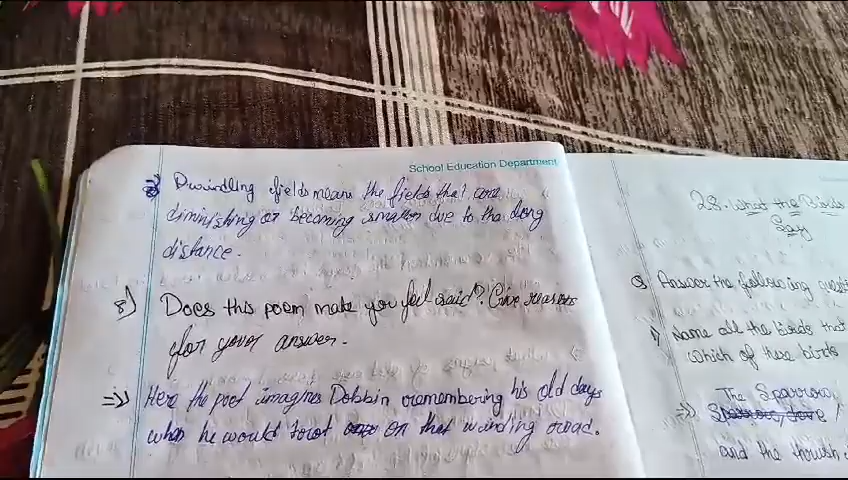 School Education Department
Dwindling fields means the fields that are
diminishing or becoming smaller due to the long
distance.
8) Does this poem make you feel said? Give reasons
for your answer.
⇒ Here the poet imagines Dobbin remembering his old days
when he would trot on that winding road.
28. What the Birds
Say
Q Answer the following
1) Name all the birds that
which of these birds
⇒ The Sparrow,
and the thrush